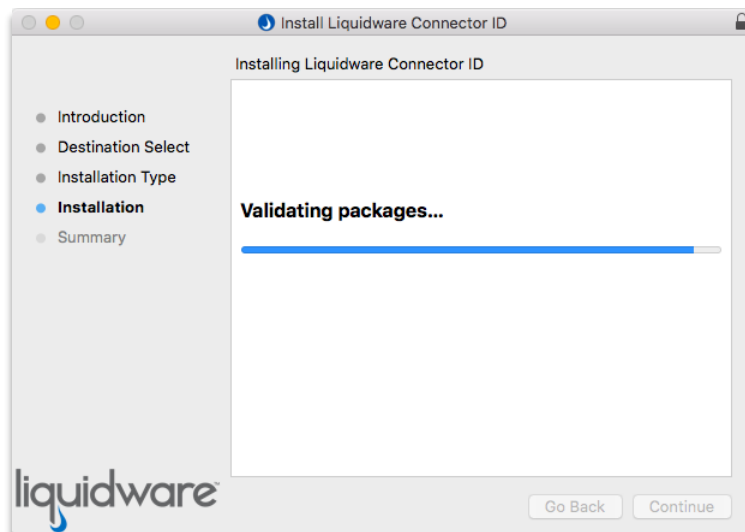 Install Liquidware Connector ID
Installing Liquidware Connector ID
Introduction
Destination Select
Installation Type
Installation
Summary
Validating packages...
liquidware™
Go Back
Continue